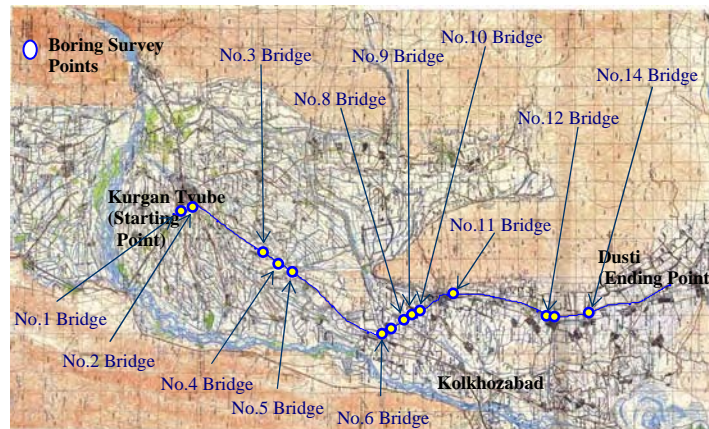 Boring Survey
Points
No.3 Bridge
No.9 Bridge
No.10 Bridge
No.8 Bridge
No.14 Bridge
No.12 Bridge
Kurgan Tyube
(Starting
Point)
No.11 Bridge
Dusti
Ending Point
No.1 Bridge
No.2 Bridge
No.4 Bridge
No.5 Bridge
No.6 Bridge
Kolkhozabad